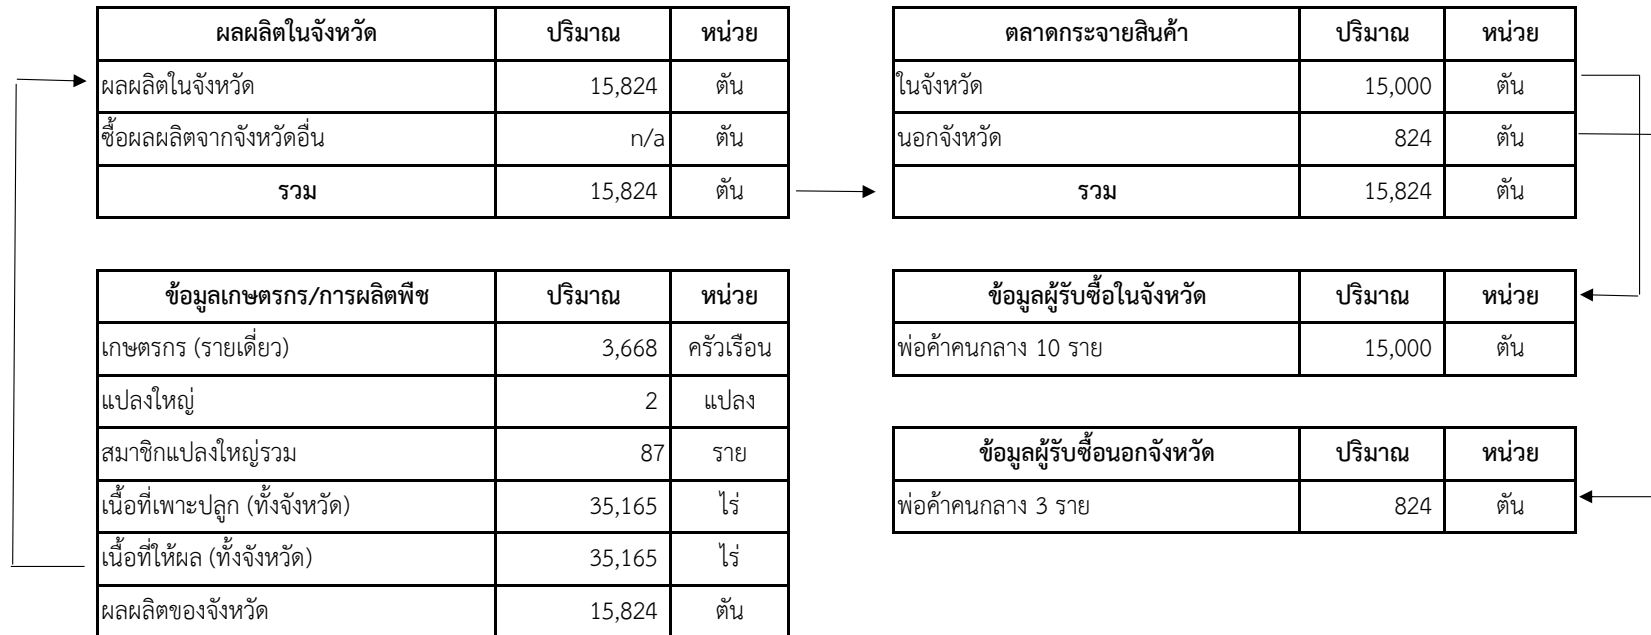 ผลผลิตในจังหวัด ปริมาณ หน่วย
ผลผลิตในจังหวัด 15,824 ตัน
ซื้อผลผลิตจากจังหวัดอื่น n/a ตัน
รวม 15,824 ตัน
ตลาดกระจายสินค้า ปริมาณ หน่วย
ในจังหวัด 15,000 ตัน
นอกจังหวัด 824 ตัน
รวม 15,824 ตัน
ข้อมูลเกษตรกร/การผลิตพืช ปริมาณ หน่วย
เกษตรกร (รายเดี่ยว) 3,668 ครัวเรือน
แปลงใหญ่ 2 แปลง
สมาชิกแปลงใหญ่รวม 87 ราย
เนื้อที่เพาะปลูก (ทั้งจังหวัด) 35,165 ไร่
เนื้อที่ให้ผล (ทั้งจังหวัด) 35,165 ไร่
ผลผลิตของจังหวัด 15,824 ตัน
ข้อมูลผู้รับซื้อในจังหวัด ปริมาณ หน่วย
พ่อค้าคนกลาง 10 ราย 15,000 ตัน
ข้อมูลผู้รับซื้อนอกจังหวัด ปริมาณ หน่วย
พ่อค้าคนกลาง 3 ราย 824 ตัน